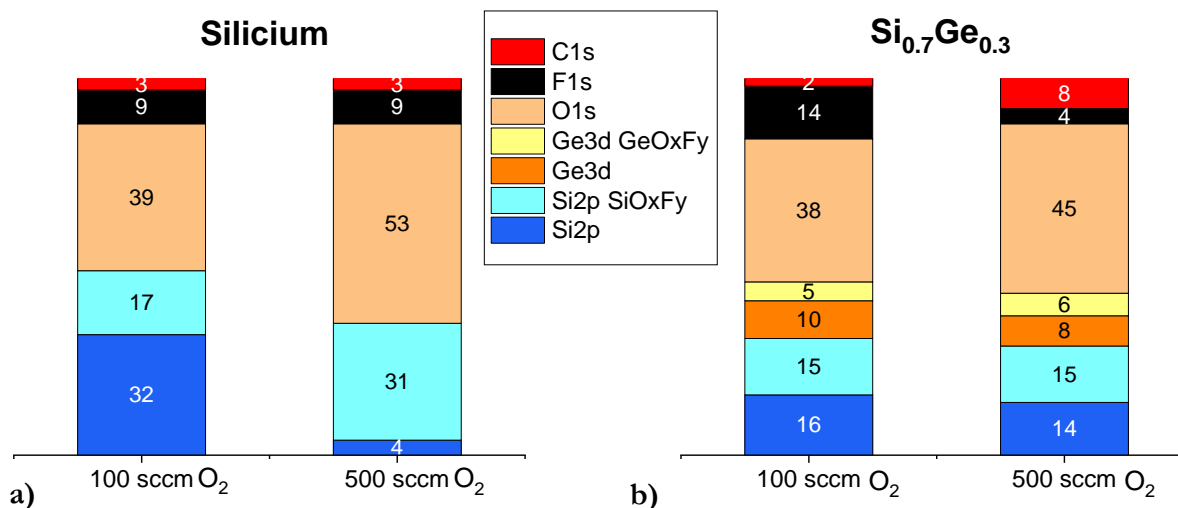 Silicium
3
9
39
17
32
3
9
53
31
4
100 sccm O₂
500 sccm O₂
a)
C1s
F1s
O1s
Ge3d GeOxFy
Ge3d
Si2p SiOxFy
Si2p
Si₀.₇Ge₀.₃
2
14
38
5
10
15
16
8
4
45
6
8
15
14
100 sccm O₂
500 sccm O₂
b)